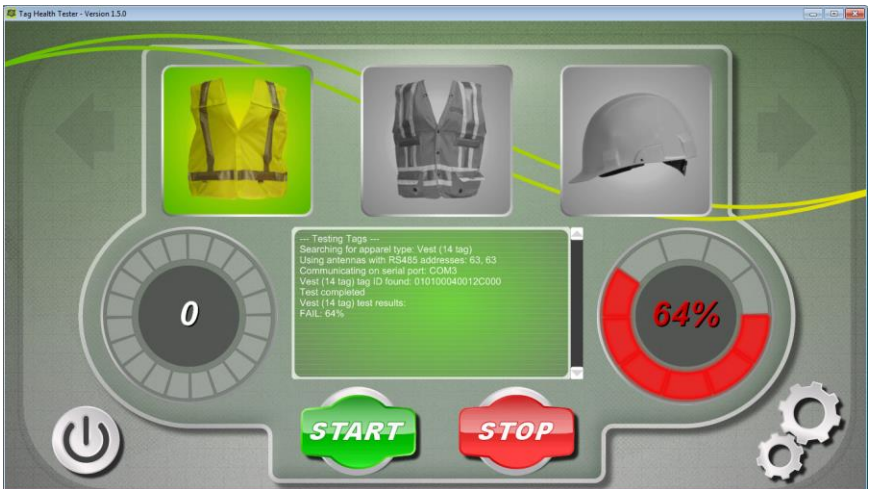 Tag Health Tester - Version 1.5.0
--- Testing Tags ---
Searching for apparel type: Vest (14 tag)
Using antennas with RS485 addresses: 63, 63
Communicating on serial port: COM3
Vest (14 tag) tag ID found: 010100040012C000
Test completed
Vest (14 tag) test results:
FAIL: 64%
0
64%
START
STOP